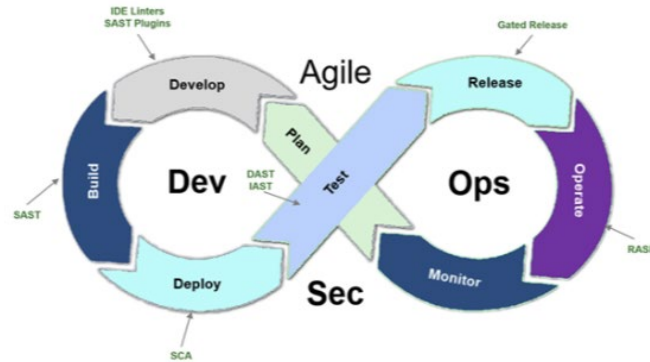 IDE Linters
SAST Plugins
Gated Release
Agile
Develop
Release
Plan
Build
Dev
DAST
IAST
Test
Ops
Operate
SAST
RAS
Deploy
Sec
Monitor
SCA